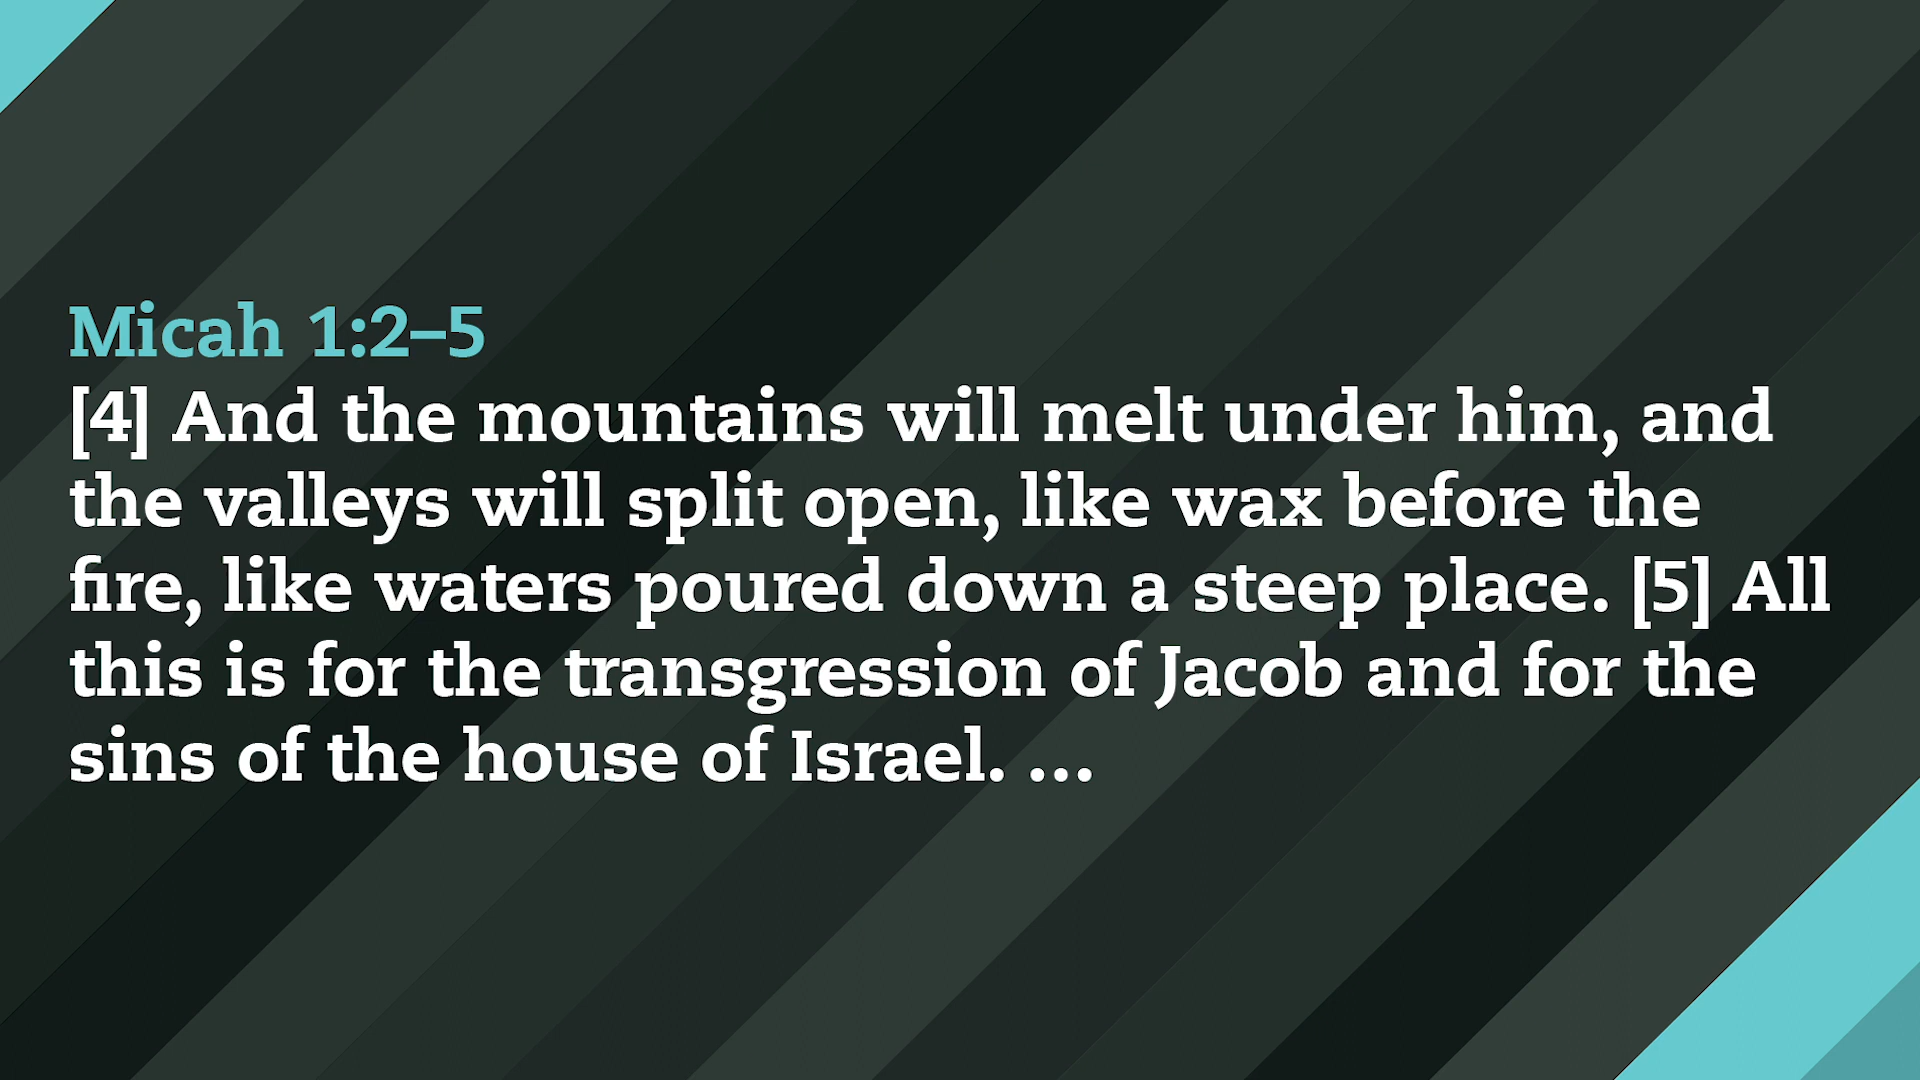 Micah 1:2–5
[4] And the mountains will melt under him, and
the valleys will split open, like wax before the
fire, like waters poured down a steep place. [5] All
this is for the transgression of Jacob and for the
sins of the house of Israel. …